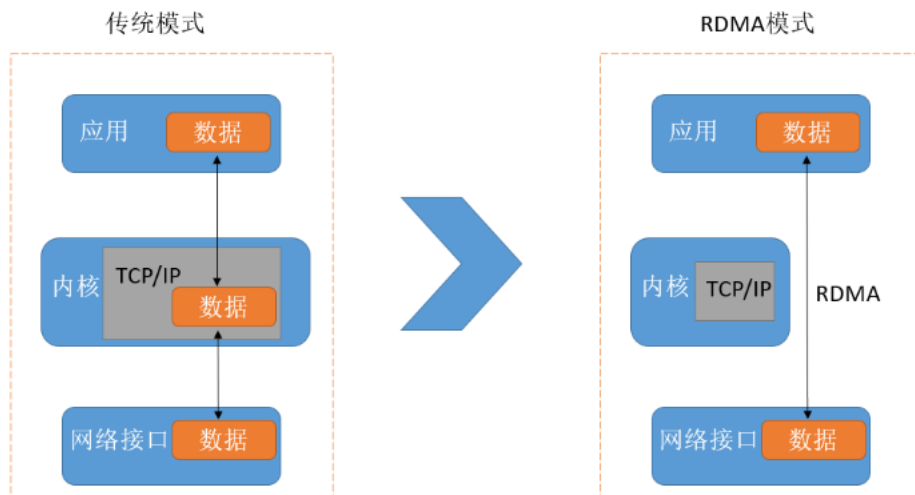 传统模式
应用
数据
内核
TCP/IP
数据
网络接口
数据
RDMA模式
应用
数据
内核
TCP/IP
RDMA
网络接口
数据